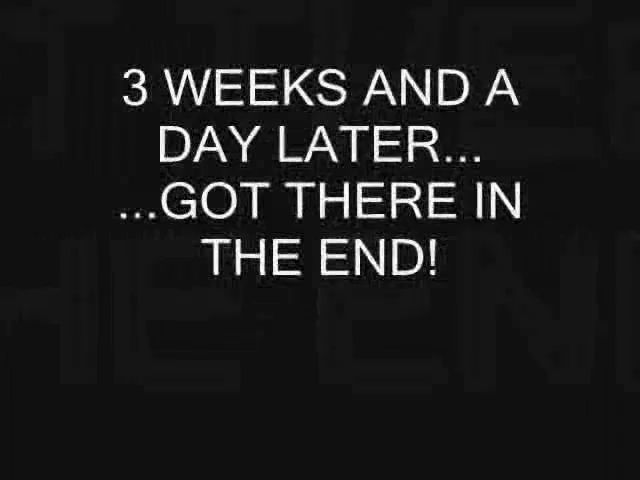 3 WEEKS AND A
DAY LATER...
...GOT THERE IN
THE END!